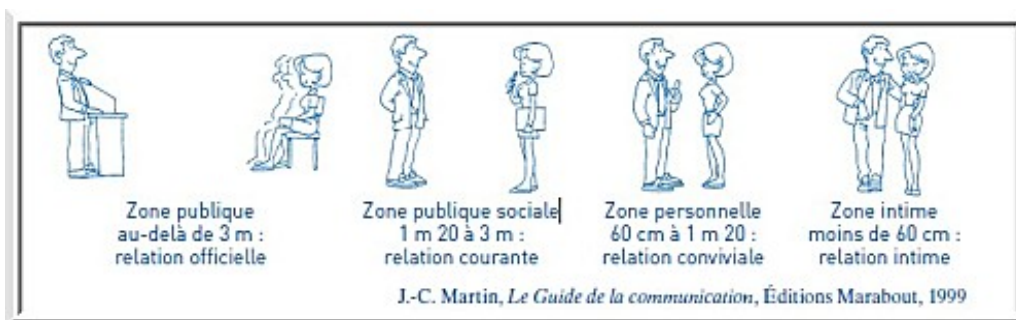 Zone publique
au-delà de 3 m :
relation officielle
Zone publique sociale
1 m 20 à 3 m :
relation courante
Zone personnelle
60 cm à 1 m 20 :
relation conviviale
Zone intime
moins de 60 cm :
relation intime
J.-C. Martin, Le Guide de la communication, Éditions Marabout, 1999